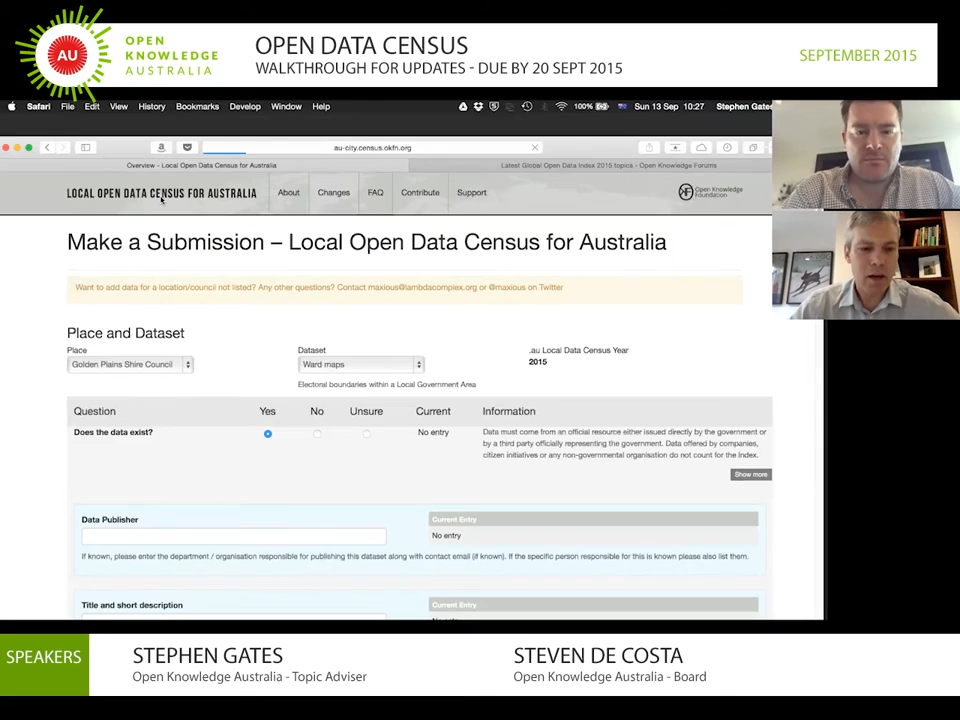 AU
OPEN
KNOWLEDGE
AUSTRALIA
OPEN DATA CENSUS
WALKTHROUGH FOR UPDATES - DUE BY 20 SEPT 2015
SEPTEMBER 2015
Safari File Edit View History Bookmarks Develop Window Help 100% Sun 13 Sep 10:27 Stephen Gates
au-city.census.okfn.org
Overview - Local Open Data Census for Australia
Latest Global Open Data Index 2015 topics - Open Knowledge Forums
LOCAL OPEN DATA CENSUS FOR AUSTRALIA About Changes FAQ Contribute Support
Open Knowledge
Foundation
Make a Submission – Local Open Data Census for Australia
Want to add data for a location/council not listed? Any other questions? Contact maxious@lambdacomplex.org or @maxious on Twitter
Place and Dataset
Place Dataset .au Local Data Census Year
Golden Plains Shire Council Ward maps 2015
Electoral boundaries within a Local Government Area
Question Yes No Unsure Current Information
Does the data exist? No entry Data must come from an official resource either issued directly by the government or
by a third party officially representing the government. Data offered by companies,
citizen initiatives or any non-governmental organisation do not count for the Index.
Show more
Data Publisher Current Entry
No entry
If known, please enter the department / organisation responsible for publishing this dataset along with contact email (if known). If the specific person responsible for this is known please also list them.
Title and short description Current Entry
SPEAKERS
STEPHEN GATES
Open Knowledge Australia - Topic Adviser
STEVEN DE COSTA
Open Knowledge Australia - Board